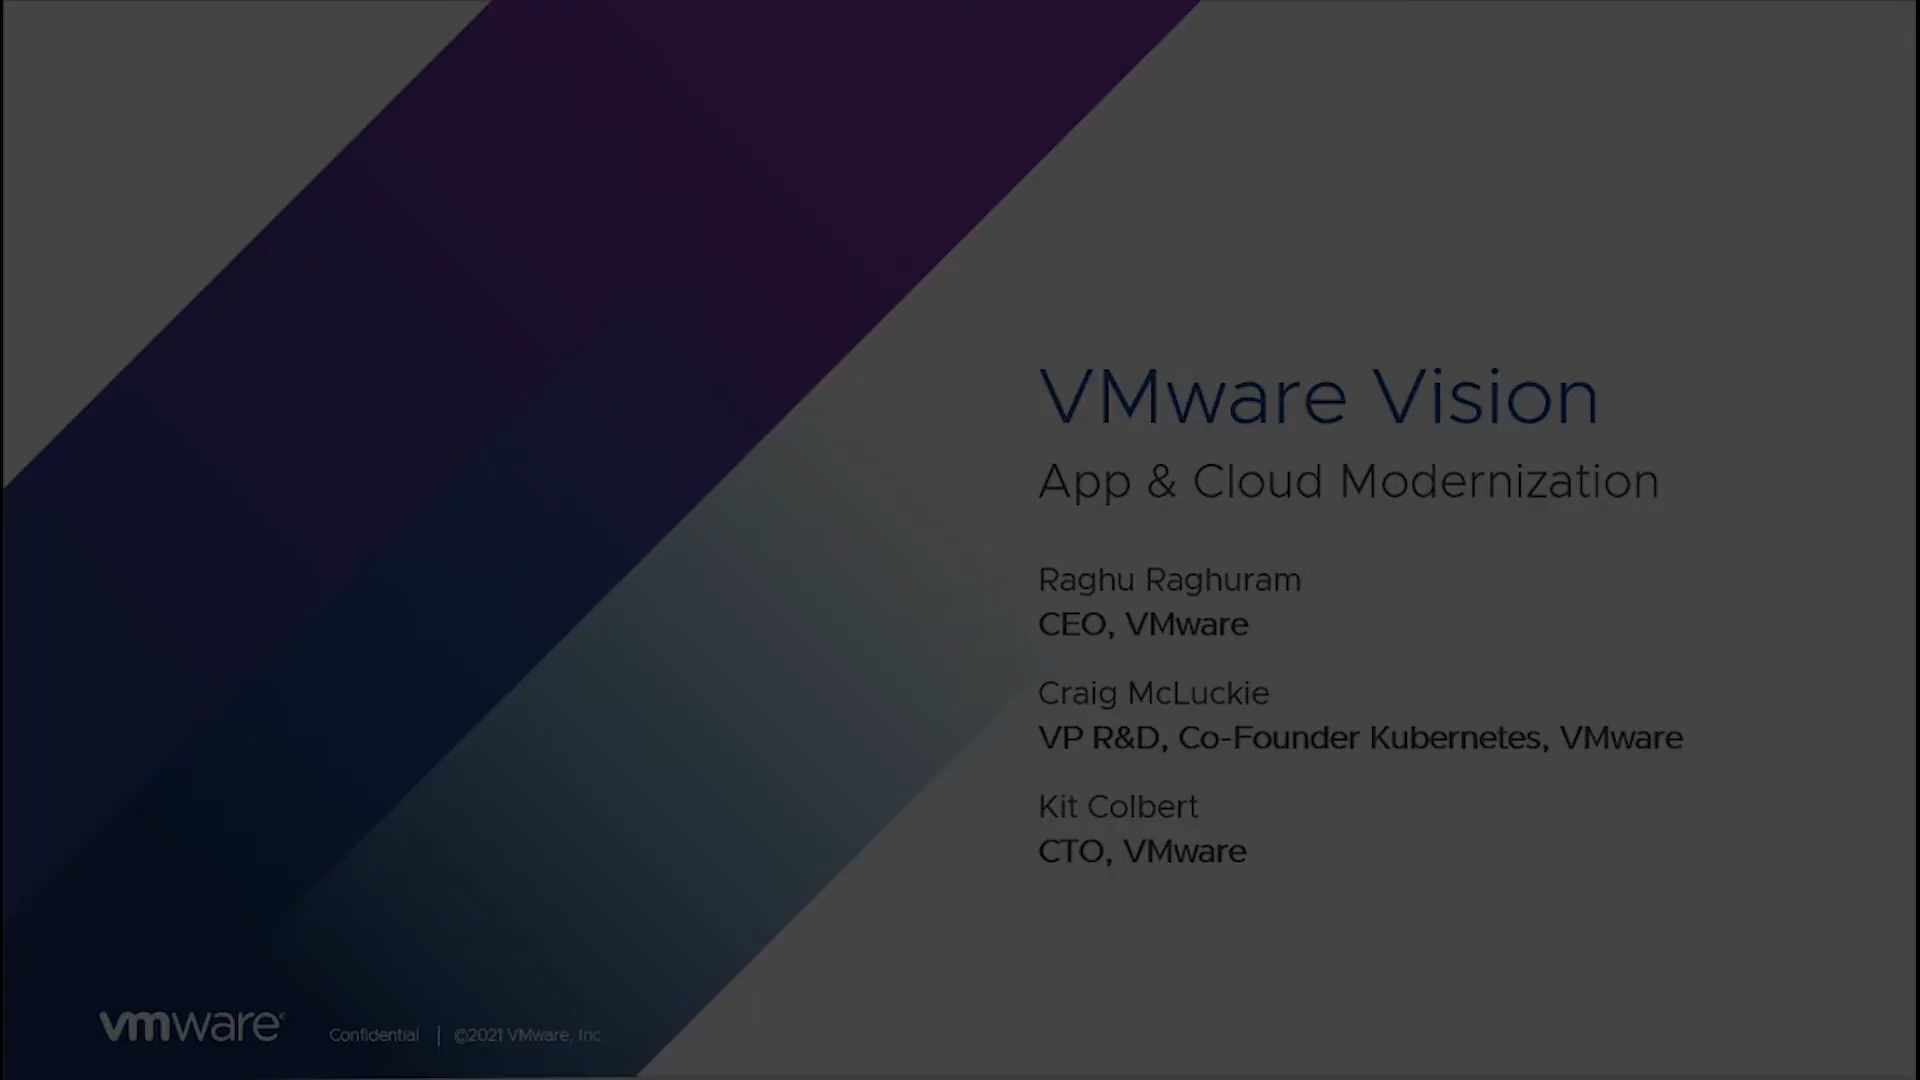 VMware Vision
App & Cloud Modernization
Raghu Raghuram
CEO, VMware
Craig McLuckie
VP R&D, Co-Founder Kubernetes, VMware
Kit Colbert
CTO, VMware
vmware®
Confidential | ©2021 VMware, Inc